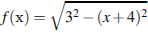 f(x) = √(3² − (x+4)²)